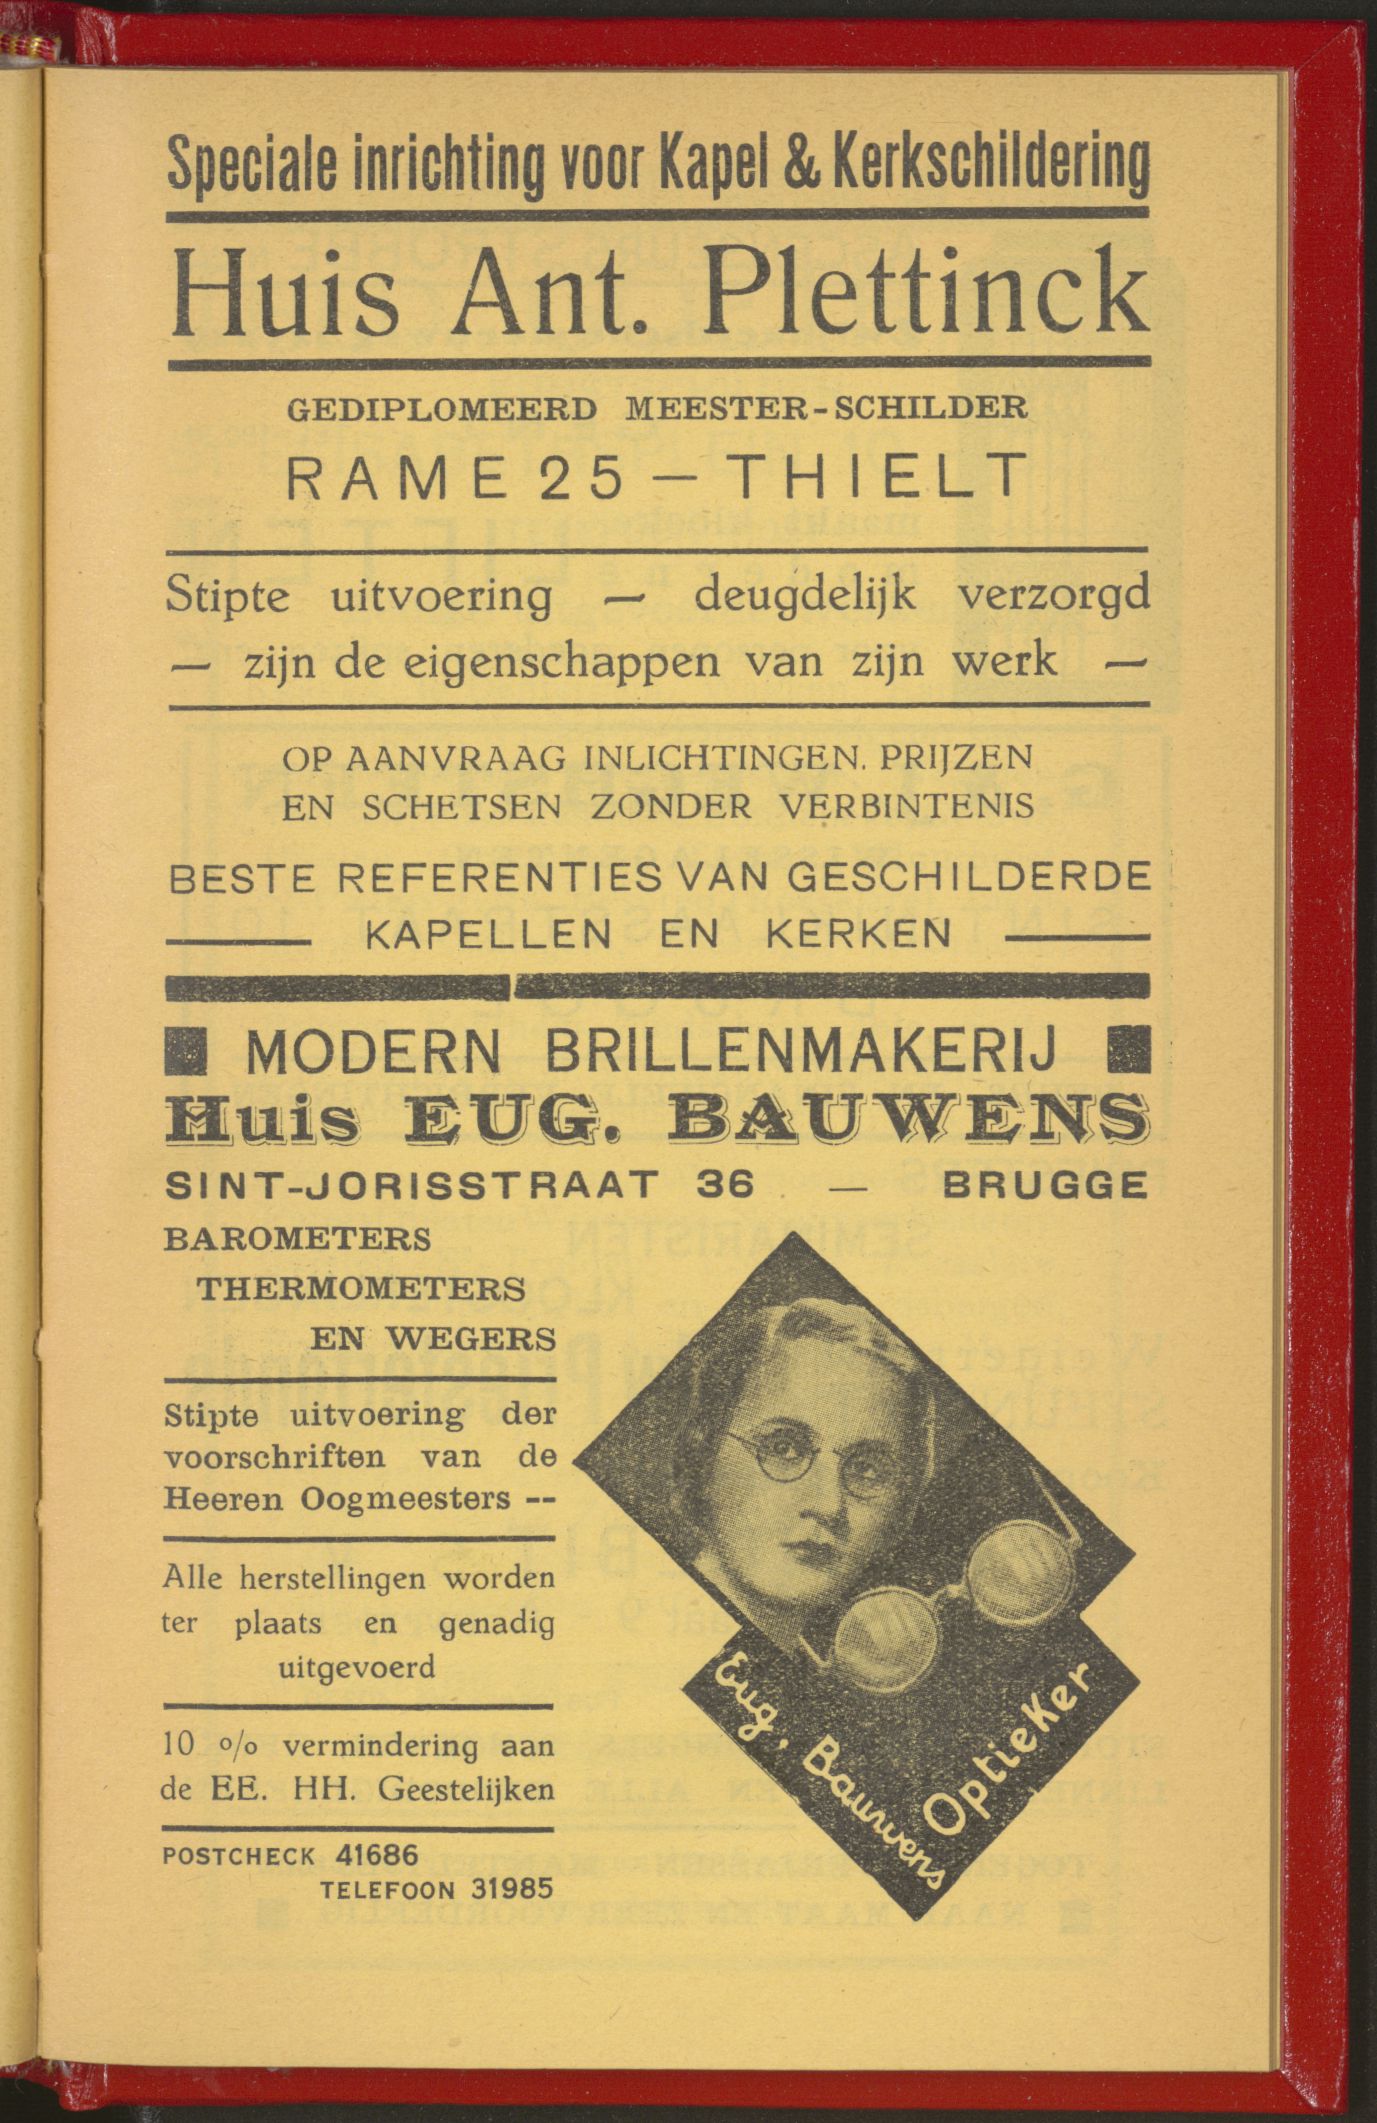 Speciale inrichting voor Kapel & Kerkschildering
Huis Ant. Plettinck
GEDIPLOMEERD MEESTER-SCHILDER
RAME 25 — THIELT
Stipte uitvoering — deugdelijk verzorgd
— zijn de eigenschappen van zijn werk —
OP AANVRAAG INLICHTINGEN. PRIJZEN
EN SCHETSEN ZONDER VERBINTENIS
BESTE REFERENTIES VAN GESCHILDERDE
KAPELLEN EN KERKEN
MODERN BRILLENMAKERIJ
Huis EUG. BAUWENS
SINT-JORISSTRAAT 36 — BRUGGE
BAROMETERS
THERMOMETERS
EN WEGERS
Stipte uitvoering der
voorschriften van de
Heeren Oogmeesters --
Alle herstellingen worden
ter plaats en genadig
uitgevoerd
10 o/o vermindering aan
de EE. HH. Geestelijken
POSTCHECK 41686
TELEFOON 31985
Eug, Bauwens
Optieker